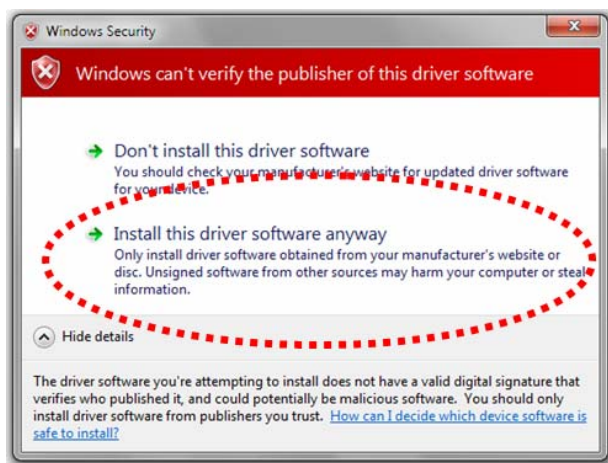 Windows Security
Windows can't verify the publisher of this driver software
Don't install this driver software
You should check your manufacturer's website for updated driver software
for your device.
Install this driver software anyway
Only install driver software obtained from your manufacturer's website or
disc. Unsigned software from other sources may harm your computer or steal
information.
Hide details
The driver software you're attempting to install does not have a valid digital signature that
verifies who published it, and could potentially be malicious software. You should only
install driver software from publishers you trust. How can I decide which device software is
safe to install?